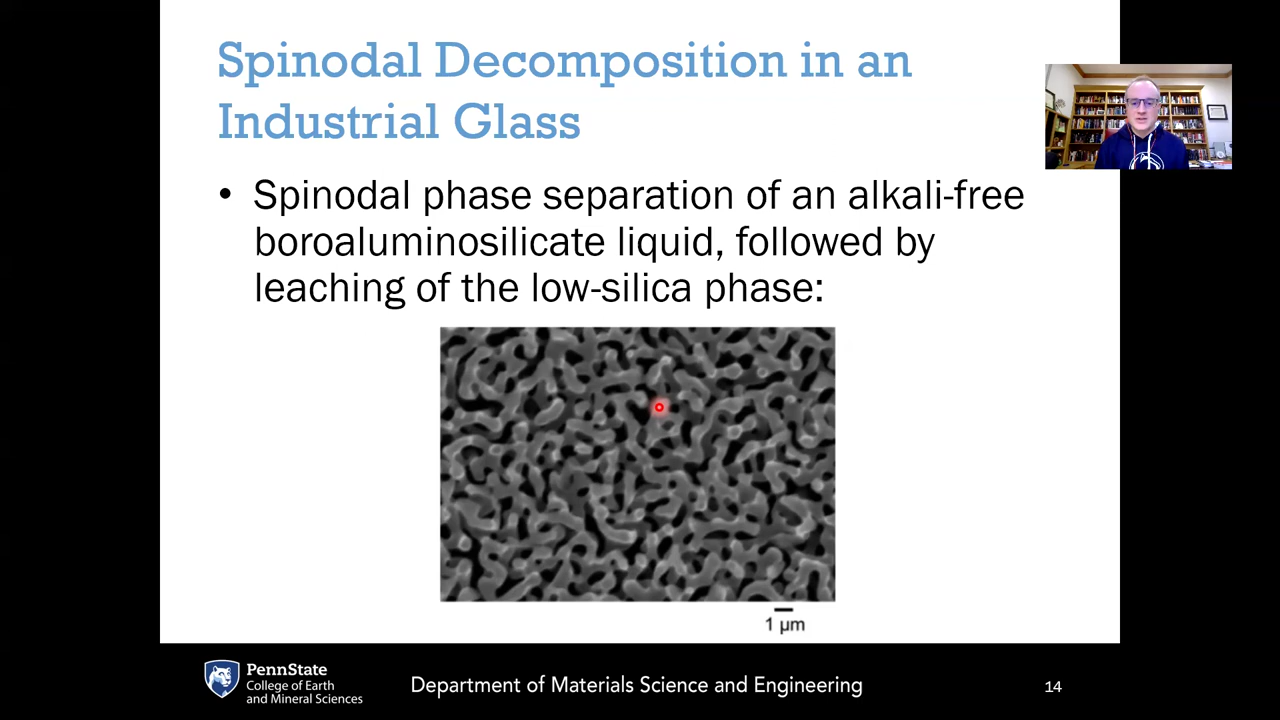 Spinodal Decomposition in an
Industrial Glass
• Spinodal phase separation of an alkali-free
boroaluminosilicate liquid, followed by
leaching of the low-silica phase:
1 µm
PennState
College of Earth
and Mineral Sciences
Department of Materials Science and Engineering
14